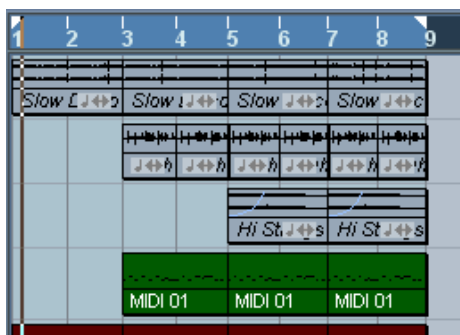 1 2 3 4 5 6 7 8 9
Slow Slow Slow Slow
Hi St Hi St
MIDI 01 MIDI 01 MIDI 01